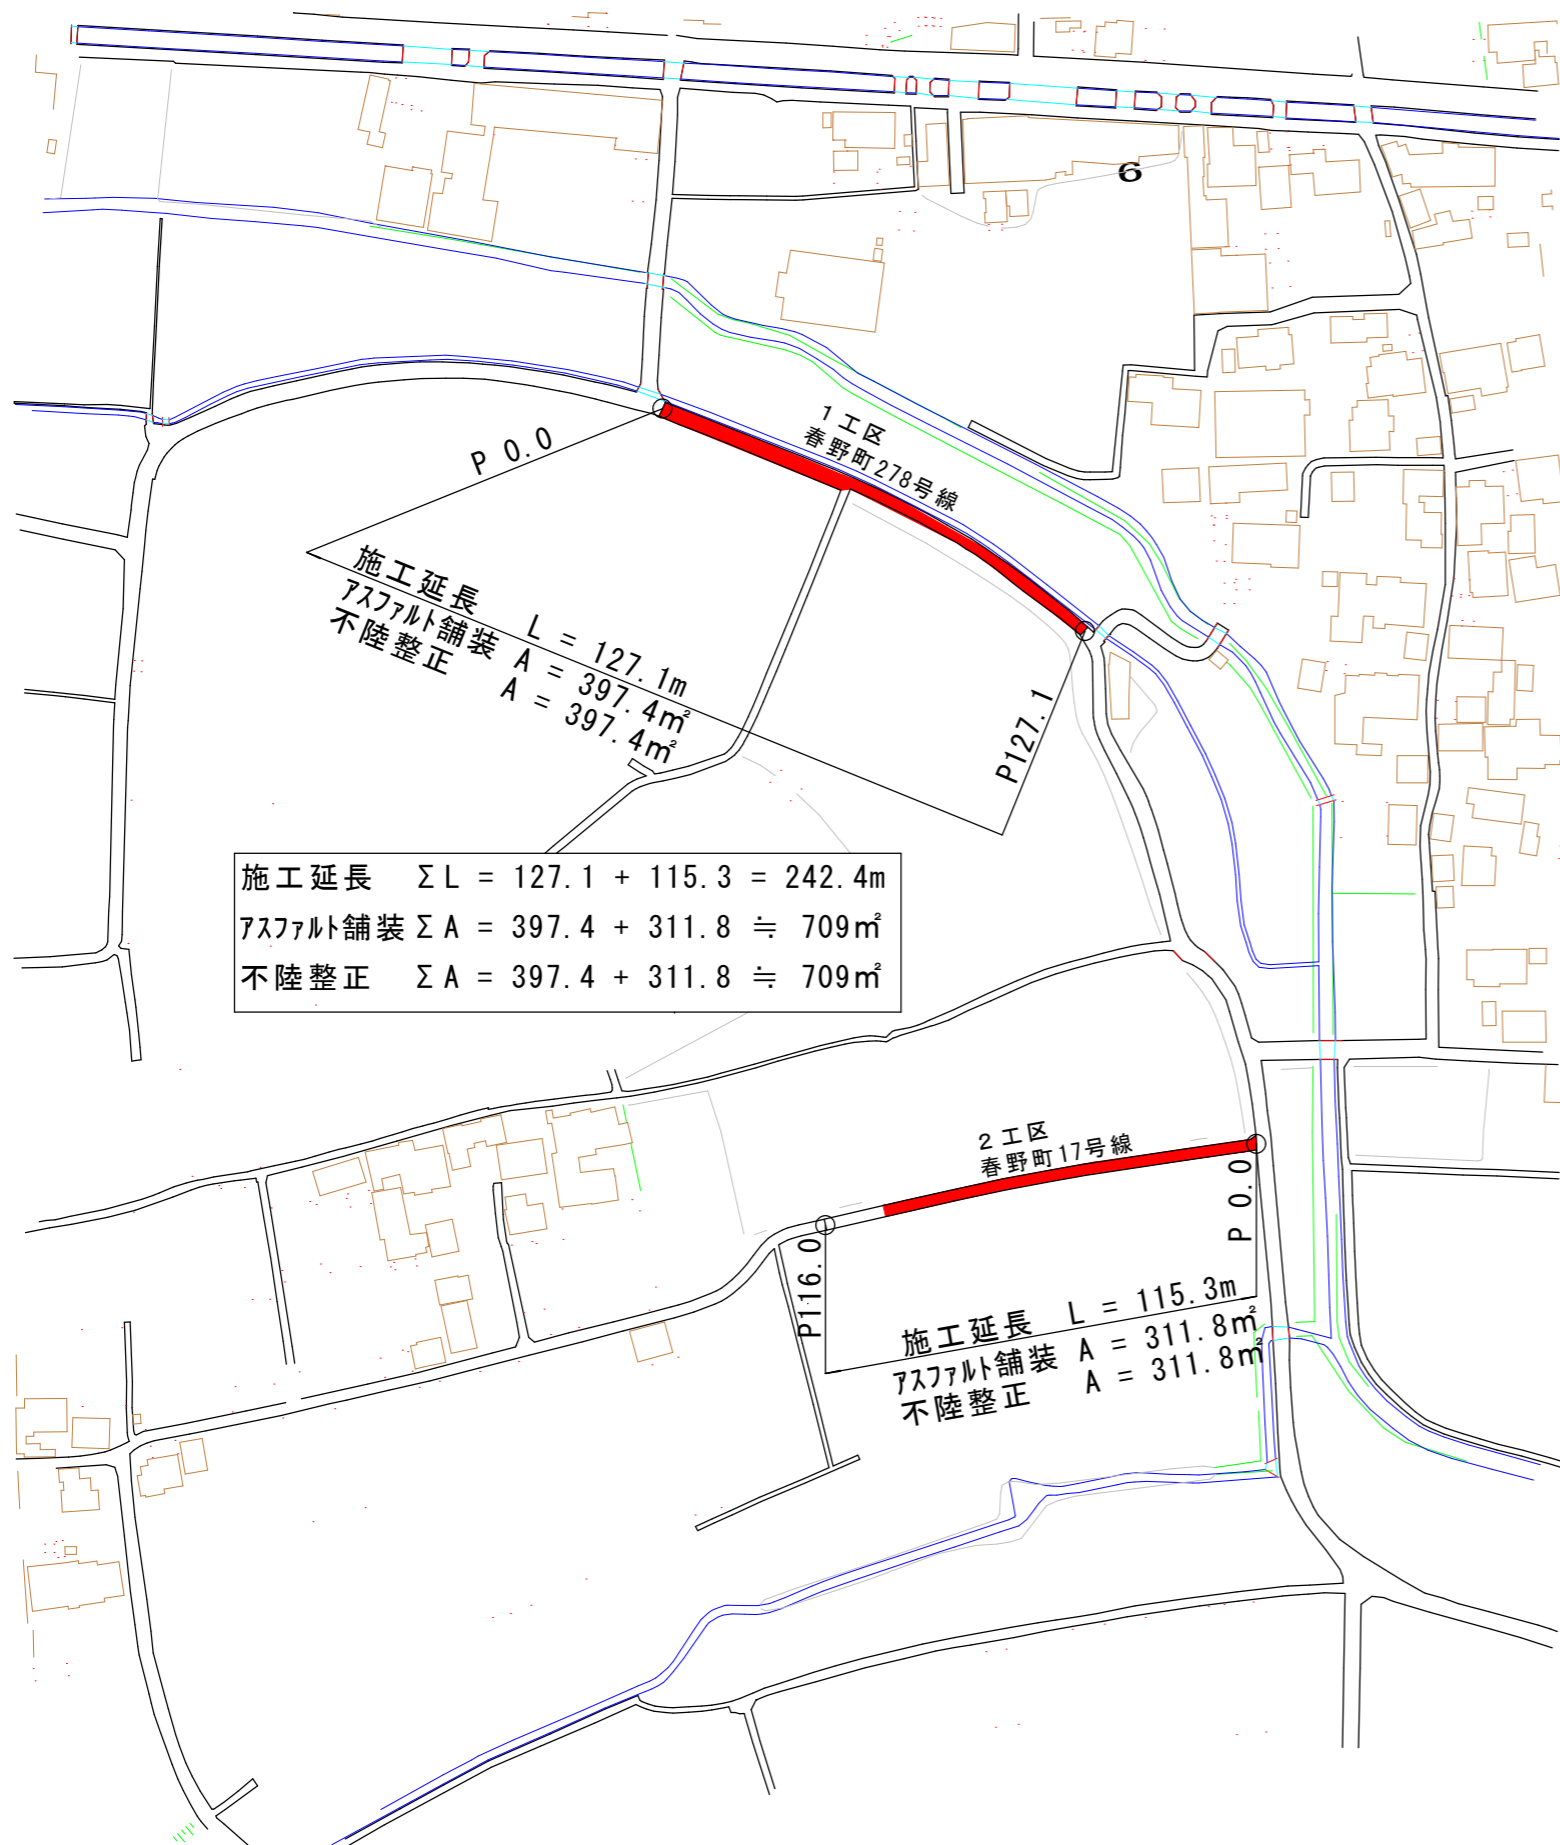 6
1工区
春野町278号線
P 0.0
施工延長 L = 127.1m
アスファルト舗装 A = 397.4㎡
不陸整正 A = 397.4㎡
P127.1
施工延長 ΣL = 127.1 + 115.3 = 242.4m
アスファルト舗装 ΣA = 397.4 + 311.8 ≒ 709㎡
不陸整正 ΣA = 397.4 + 311.8 ≒ 709㎡
2工区
春野町17号線
P 0.0
P116.0
施工延長 L = 115.3m
アスファルト舗装 A = 311.8㎡
不陸整正 A = 311.8㎡